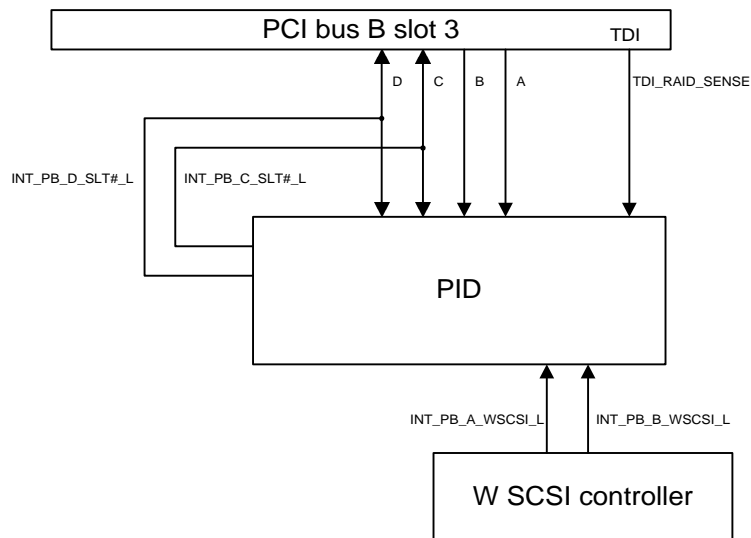 PCI bus B slot 3
TDI
D
C
B
A
TDI_RAID_SENSE
INT_PB_D_SLT#_L
INT_PB_C_SLT#_L
PID
INT_PB_A_WSCSI_L
INT_PB_B_WSCSI_L
W SCSI controller